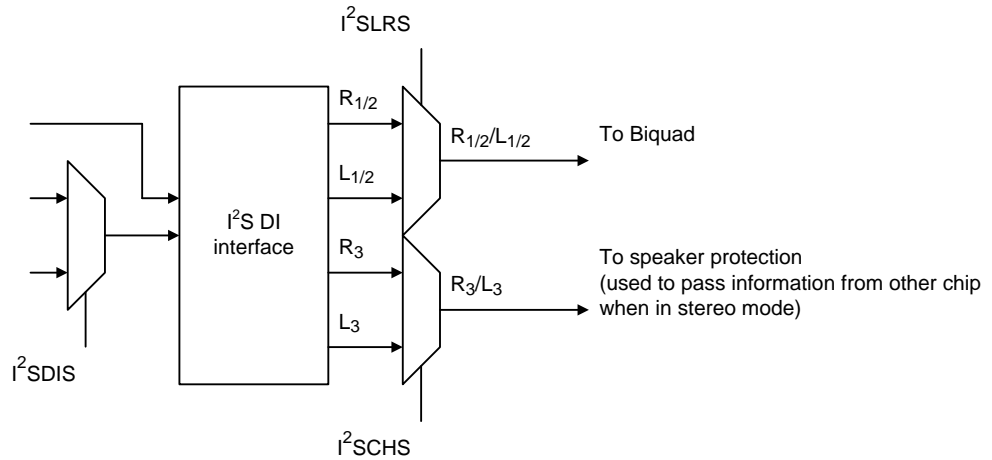 I²SLRS
R1/2
R1/2/L1/2
To Biquad
L1/2
I²S DI
interface
R3
To speaker protection
(used to pass information from other chip
when in stereo mode)
R3/L3
L3
I²SDIS
I²SCHS